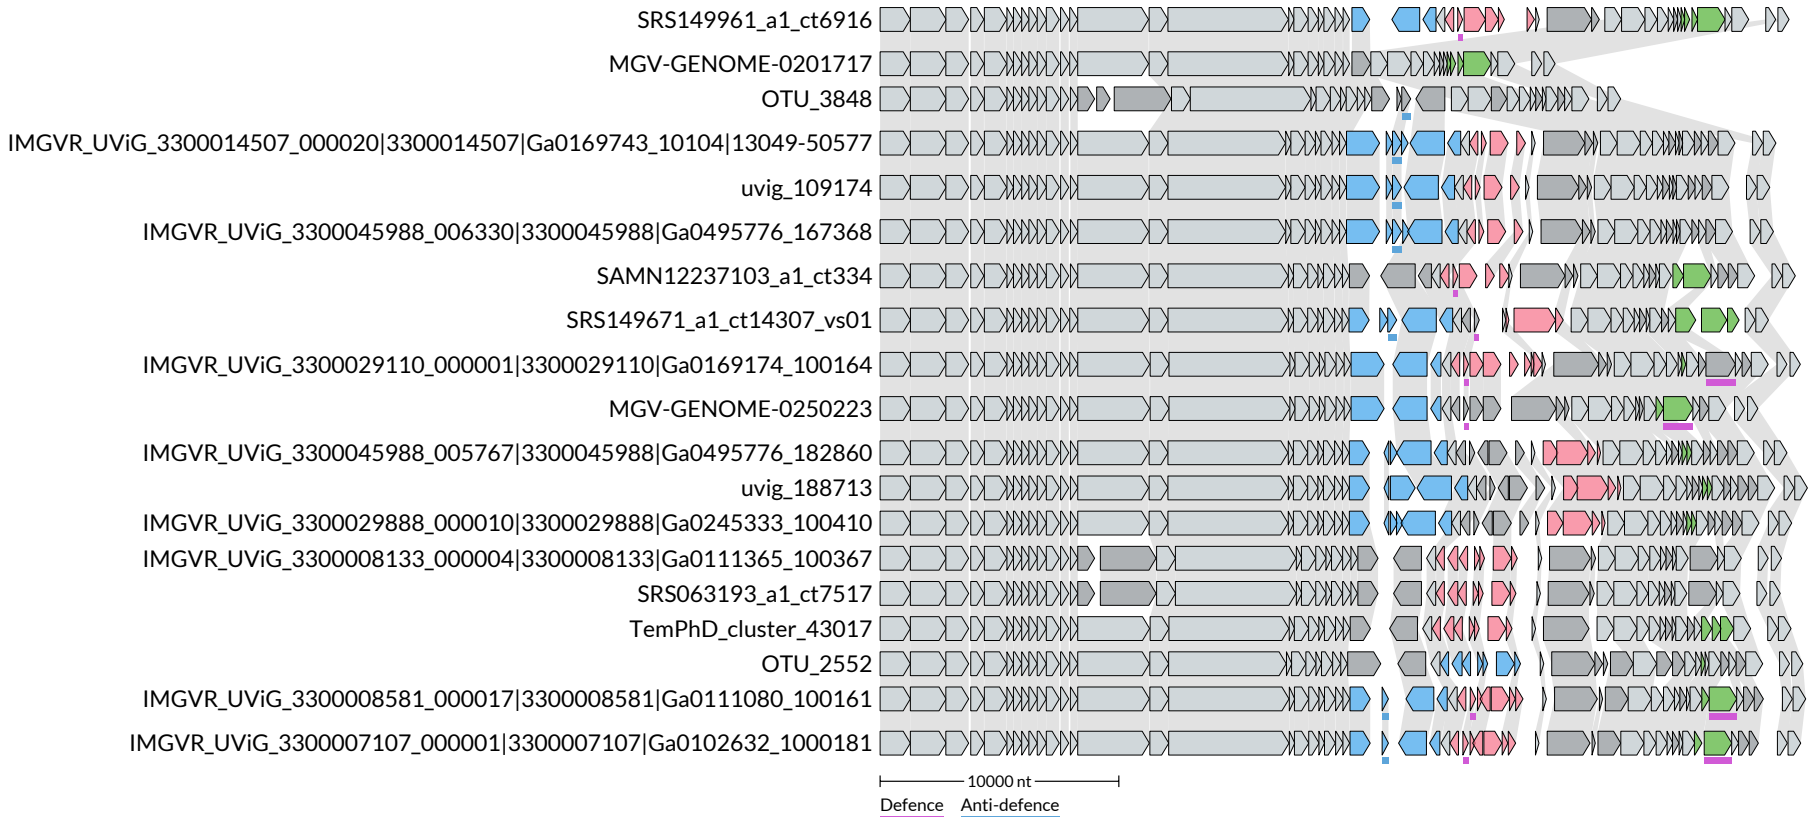 SRS149961_a1_ct6916
MGV-GENOME-0201717
OTU_3848
IMGVR_UViG_3300014507_000020|3300014507|Ga0169743_10104|13049-50577
uvig_109174
IMGVR_UViG_3300045988_006330|3300045988|Ga0495776_167368
SAMN12237103_a1_ct334
SRS149671_a1_ct14307_vs01
IMGVR_UViG_3300029110_000001|3300029110|Ga0169174_100164
MGV-GENOME-0250223
IMGVR_UViG_3300045988_005767|3300045988|Ga0495776_182860
uvig_188713
IMGVR_UViG_3300029888_000010|3300029888|Ga0245333_100410
IMGVR_UViG_3300008133_000004|3300008133|Ga0111365_100367
SRS063193_a1_ct7517
TemPhD_cluster_43017
OTU_2552
IMGVR_UViG_3300008581_000017|3300008581|Ga0111080_100161
IMGVR_UViG_3300007107_000001|3300007107|Ga0102632_1000181
10000 nt
Defence Anti-defence